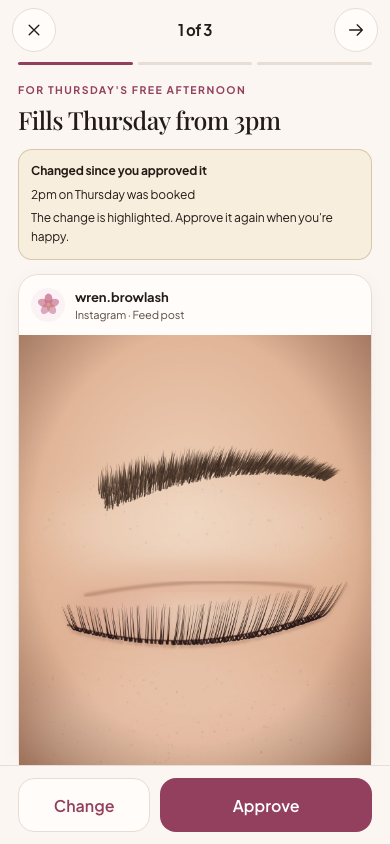 1 of 3
FOR THURSDAY'S FREE AFTERNOON
Fills Thursday from 3pm
Changed since you approved it
2pm on Thursday was booked
The change is highlighted. Approve it again when you're
happy.
wren.browlash
Instagram · Feed post
Change
Approve